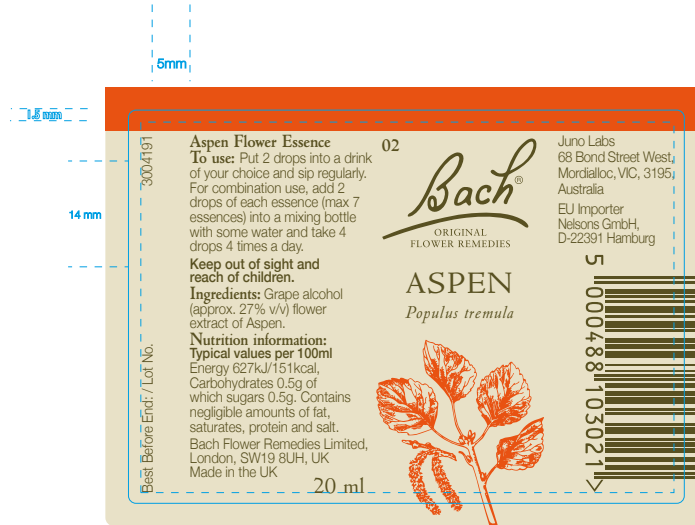 5mm
1.5 mm
14 mm
3004191
Best Before End: / Lot No.
Aspen Flower Essence
To use: Put 2 drops into a drink
of your choice and sip regularly.
For combination use, add 2
drops of each essence (max 7
essences) into a mixing bottle
with some water and take 4
drops 4 times a day.
Keep out of sight and
reach of children.
Ingredients: Grape alcohol
(approx. 27% v/v) flower
extract of Aspen.
Nutrition information:
Typical values per 100ml
Energy 627kJ/151kcal,
Carbohydrates 0.5g of
which sugars 0.5g. Contains
negligible amounts of fat,
saturates, protein and salt.
Bach Flower Remedies Limited,
London, SW19 8UH, UK
Made in the UK
20 ml
02
Bach®
ORIGINAL
FLOWER REMEDIES
ASPEN
Populus tremula
Juno Labs
68 Bond Street West,
Mordialloc, VIC, 3195,
Australia
EU Importer
Nelsons GmbH,
D-22391 Hamburg
5 000488 103021 >